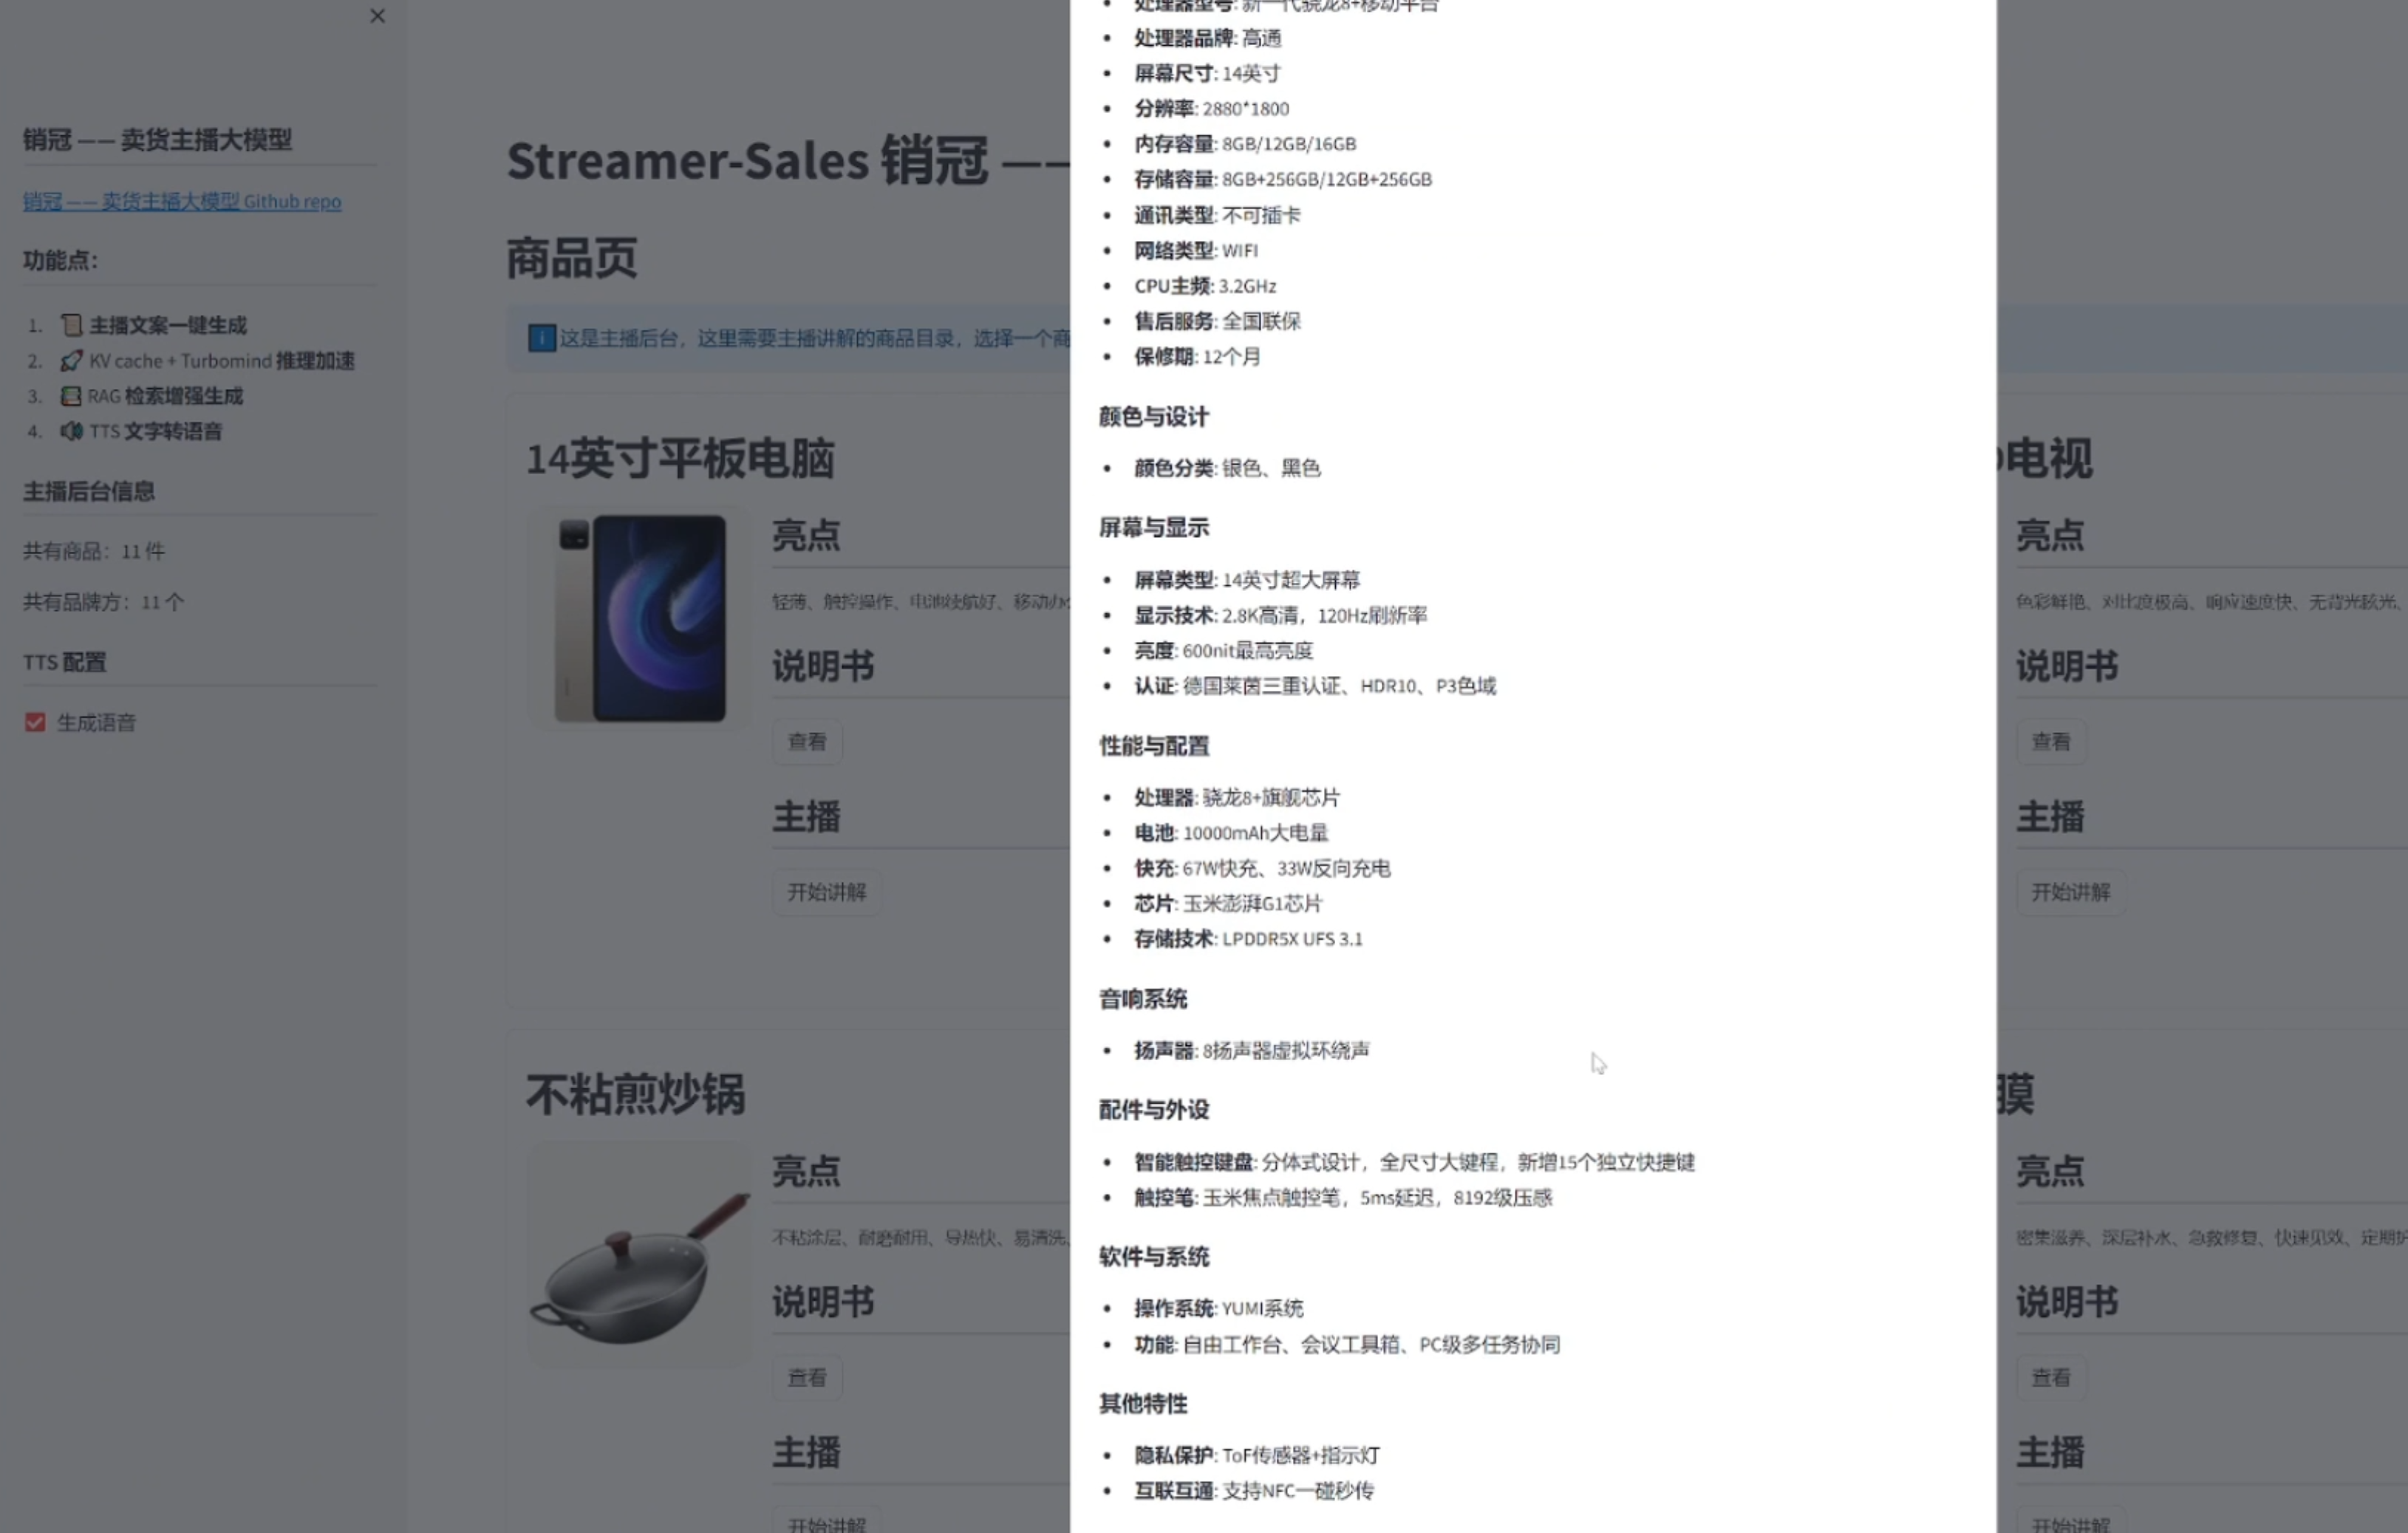 销冠 —— 卖货主播大模型
销冠 —— 卖货主播大模型 Github repo
功能点：
1. 主播文案一键生成
2. KV cache + Turbomind 推理加速
3. RAG 检索增强生成
4. TTS 文字转语音
主播后台信息
共有商品：11 件
共有品牌方：11 个
TTS 配置
生成语音
Streamer-Sales 销冠 ——
商品页
这是主播后台，这里需要主播讲解的商品目录，选择一个商
14英寸平板电脑
亮点
轻薄、触控操作、电池续航好、移动办
说明书
查看
主播
开始讲解
不粘煎炒锅
亮点
不粘涂层、耐磨耐用、导热快、易清洗、
说明书
查看
主播
开始讲解
处理器型号: 新一代骁龙8+移动平台
处理器品牌: 高通
屏幕尺寸: 14英寸
分辨率: 2880*1800
内存容量: 8GB/12GB/16GB
存储容量: 8GB+256GB/12GB+256GB
通讯类型: 不可插卡
网络类型: WIFI
CPU主频: 3.2GHz
售后服务: 全国联保
保修期: 12个月
颜色与设计
颜色分类: 银色、黑色
屏幕与显示
屏幕类型: 14英寸超大屏幕
显示技术: 2.8K高清，120Hz刷新率
亮度: 600nit最高亮度
认证: 德国莱茵三重认证、HDR10、P3色域
性能与配置
处理器: 骁龙8+旗舰芯片
电池: 10000mAh大电量
快充: 67W快充、33W反向充电
芯片: 玉米澎湃G1芯片
存储技术: LPDDR5X UFS 3.1
音响系统
扬声器: 8扬声器虚拟环绕声
配件与外设
智能触控键盘: 分体式设计，全尺寸大键程，新增15个独立快捷键
触控笔: 玉米焦点触控笔，5ms延迟，8192级压感
软件与系统
操作系统: YUMI系统
功能: 自由工作台、会议工具箱、PC级多任务协同
其他特性
隐私保护: ToF传感器+指示灯
互联互通: 支持NFC一碰秒传
电视
亮点
色彩鲜艳、对比度极高、响应速度快、无背光眩光、
说明书
查看
主播
开始讲解
膜
亮点
密集滋养、深层补水、急救修复、快速见效、定期护
说明书
查看
主播
开始讲解